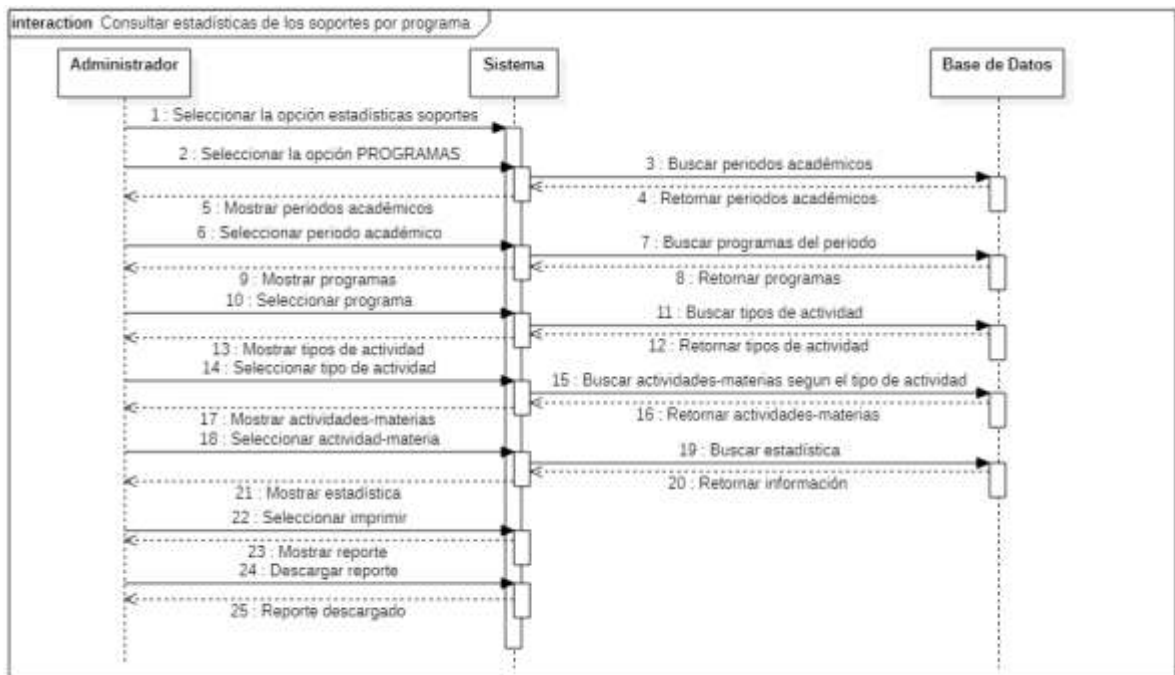 interaction Consultar estadísticas de los soportes por programa
Administrador
Sistema
Base de Datos
1 : Seleccionar la opción estadísticas soportes
2 : Seleccionar la opción PROGRAMAS
3 : Buscar periodos académicos
4 : Retornar periodos académicos
5 : Mostrar periodos académicos
6 : Seleccionar periodo académico
7 : Buscar programas del periodo
8 : Retornar programas
9 : Mostrar programas
10 : Seleccionar programa
11 : Buscar tipos de actividad
12 : Retornar tipos de actividad
13 : Mostrar tipos de actividad
14 : Seleccionar tipo de actividad
15 : Buscar actividades-materias segun el tipo de actividad
16 : Retornar actividades-materias
17 : Mostrar actividades-materias
18 : Seleccionar actividad-materia
19 : Buscar estadística
20 : Retornar información
21 : Mostrar estadística
22 : Seleccionar imprimir
23 : Mostrar reporte
24 : Descargar reporte
25 : Reporte descargado